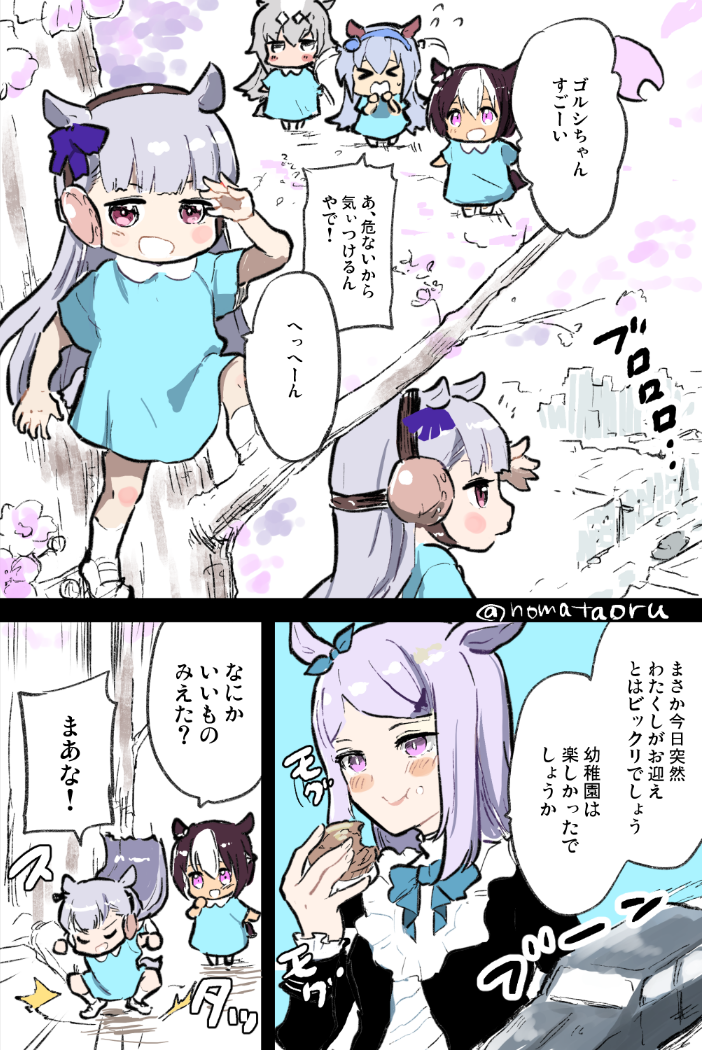 ゴルシちゃん
すごーい
あ、危ないから
気ぃつけるん
やで！
へっへーん
ブロロロ・・・
@nomataoru
まさか今日突然
わたくしがお迎え
とはビックリでしょう
幼稚園は
楽しかったで
しょうか
モグ
モグ
ブーーン
なにか
いいもの
みえた？
まあな！
スタッ